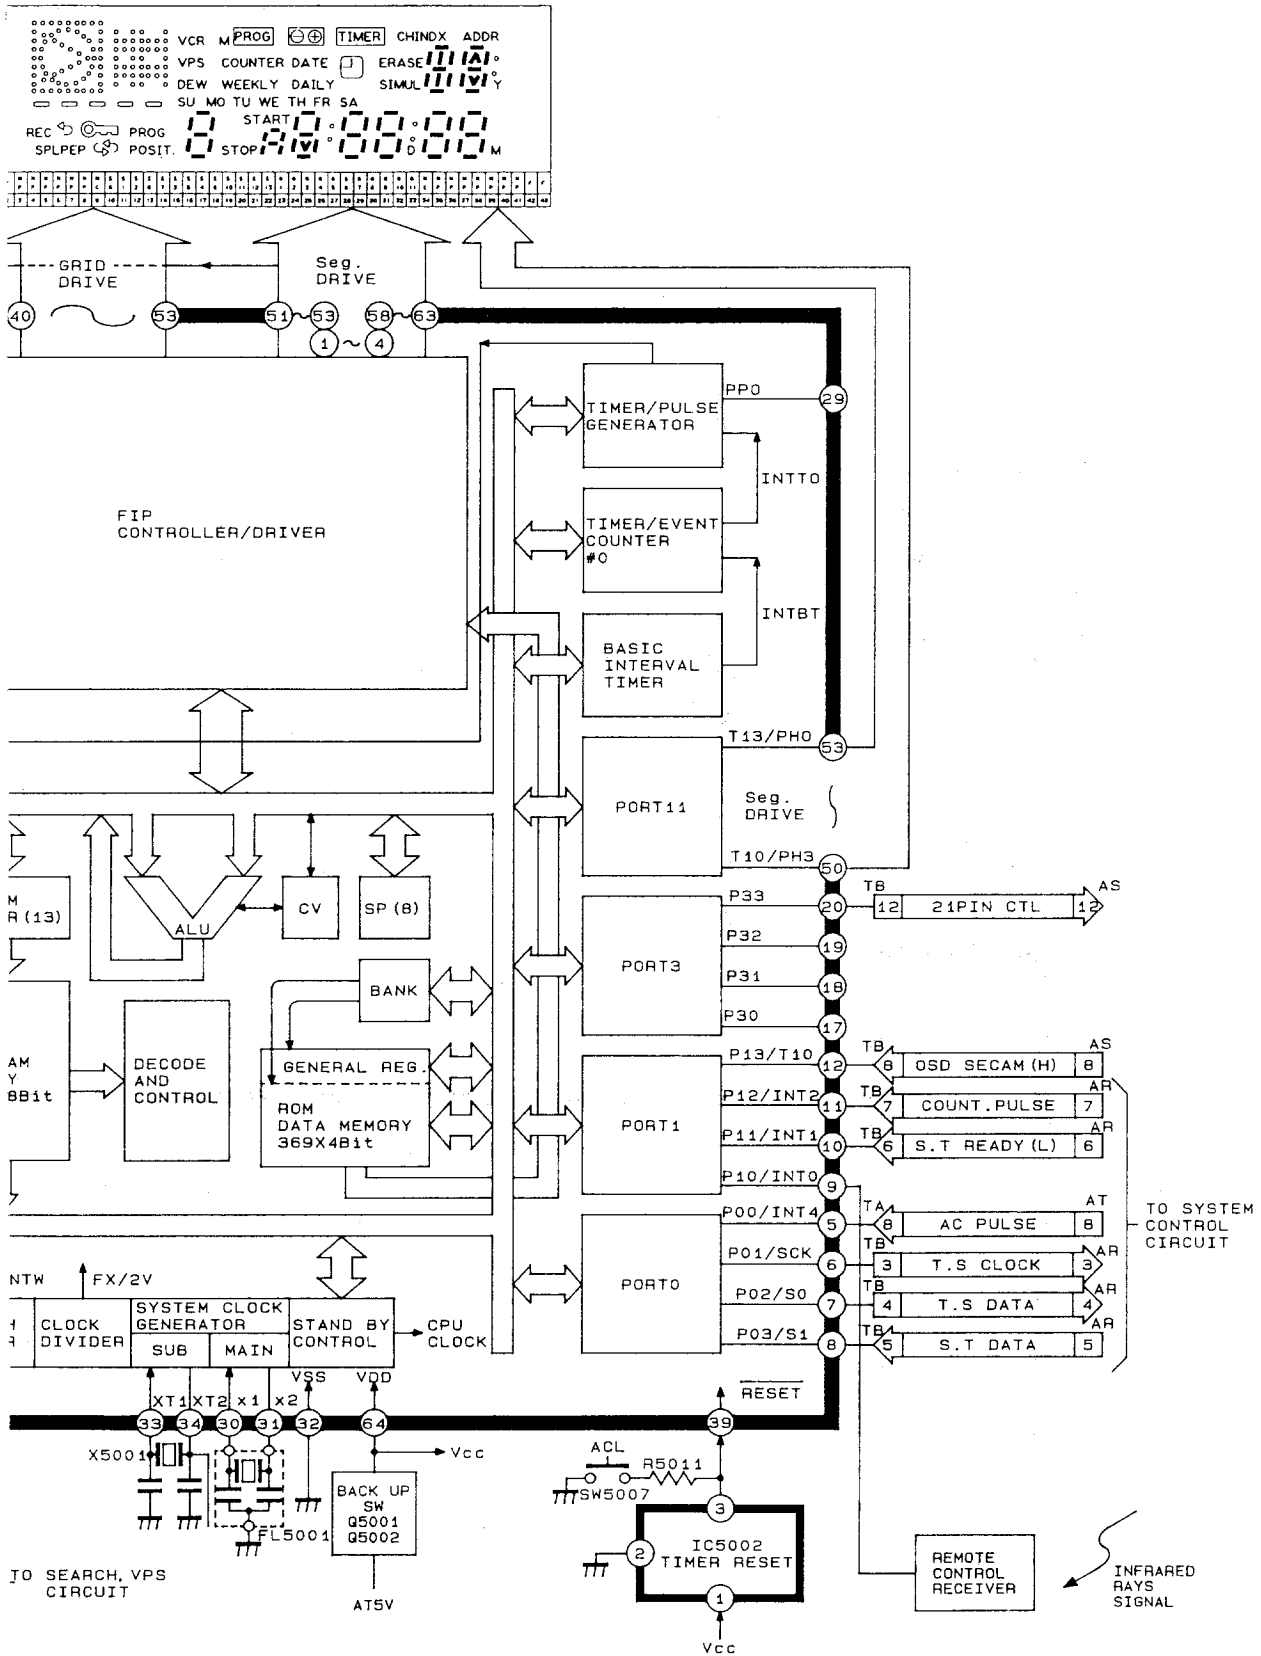 VCR M PROG ⊖⊕ TIMER CHINDX ADDR
VPS COUNTER DATE ERASE
DEW WEEKLY DAILY SIMUL Y
SU MO TU WE TH FR SA
START
REC PROG
SPLPEP POSIT. STOP D M
GRID
DRIVE
Seg.
DRIVE
40 53 51 ~ 53 58 ~ 63
1 ~ 4
FIP
CONTROLLER/DRIVER
TIMER/PULSE
GENERATOR
PPO
29
INTTO
TIMER/EVENT
COUNTER
#0
INTBT
BASIC
INTERVAL
TIMER
T13/PHO
53
PORT11
Seg.
DRIVE
T10/PH3
50
M
R(13)
ALU
CV
SP(8)
P33
20
TB
12 21PIN CTL 12
AS
P32
19
PORT3
P31
18
P30
17
BANK
AM
Y
8Bit
DECODE
AND
CONTROL
GENERAL REG.
ROM
DATA MEMORY
369X4Bit
P13/T10
12
TB
8 OSD SECAM(H) 8
AS
P12/INT2
11
TB
7 COUNT.PULSE 7
AR
PORT1
P11/INT1
10
TB
6 S.T READY(L) 6
AR
P10/INT0
9
P00/INT4
5
TA
8 AC PULSE 8
AT
P01/SCK
6
TB
3 T.S CLOCK 3
AR
PORT0
P02/S0
7
TB
4 T.S DATA 4
AR
P03/S1
8
TB
5 S.T DATA 5
AR
TO SYSTEM
CONTROL
CIRCUIT
NTW
FX/2V
H
R
CLOCK
DIVIDER
SYSTEM CLOCK
GENERATOR
SUB MAIN
STAND BY
CONTROL
CPU
CLOCK
VSS VDD
XT1 XT2 X1 X2
RESET
33 34 30 31 32 64 39
X5001
FL5001
Vcc
BACK UP
SW
Q5001
Q5002
AT5V
ACL
SW5007
R5011
3
2
IC5002
TIMER RESET
1
Vcc
REMOTE
CONTROL
RECEIVER
INFRARED
RAYS
SIGNAL
TO SEARCH, VPS
CIRCUIT